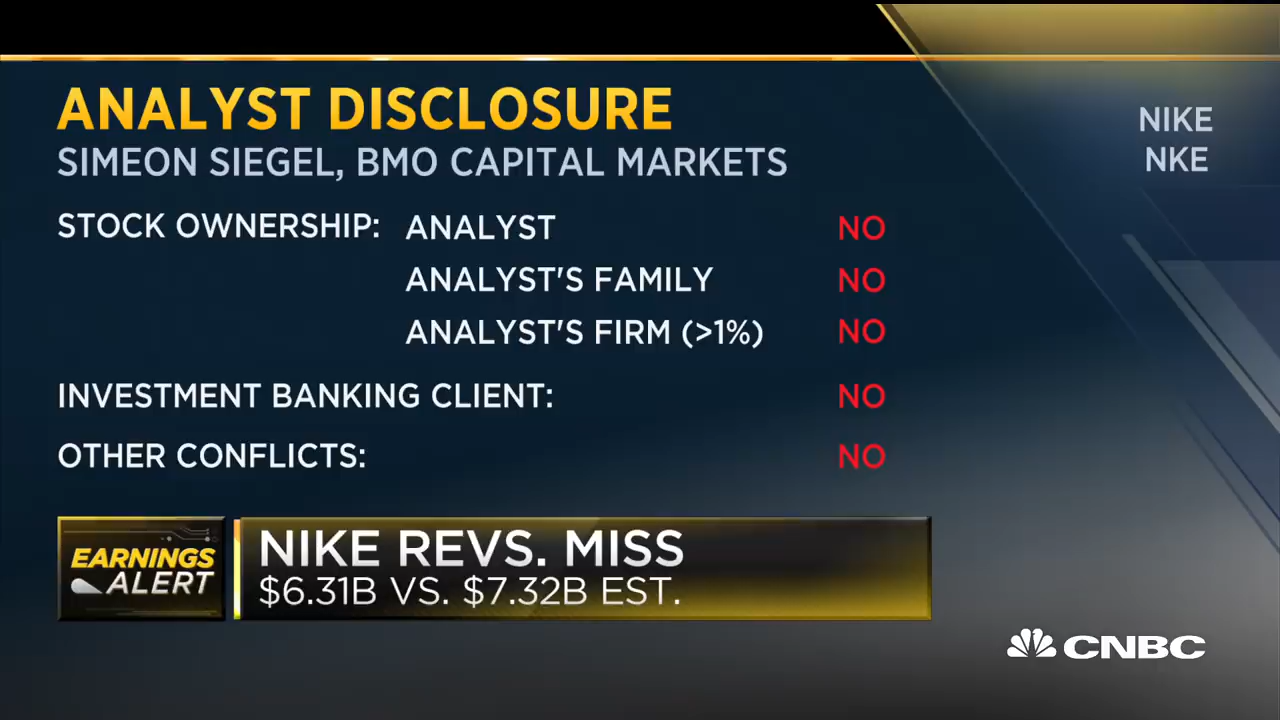 ANALYST DISCLOSURE
SIMEON SIEGEL, BMO CAPITAL MARKETS
NIKE
NKE
STOCK OWNERSHIP: ANALYST NO
ANALYST'S FAMILY NO
ANALYST'S FIRM (>1%) NO
INVESTMENT BANKING CLIENT: NO
OTHER CONFLICTS: NO
EARNINGS
ALERT
NIKE REVS. MISS
$6.31B VS. $7.32B EST.
CNBC